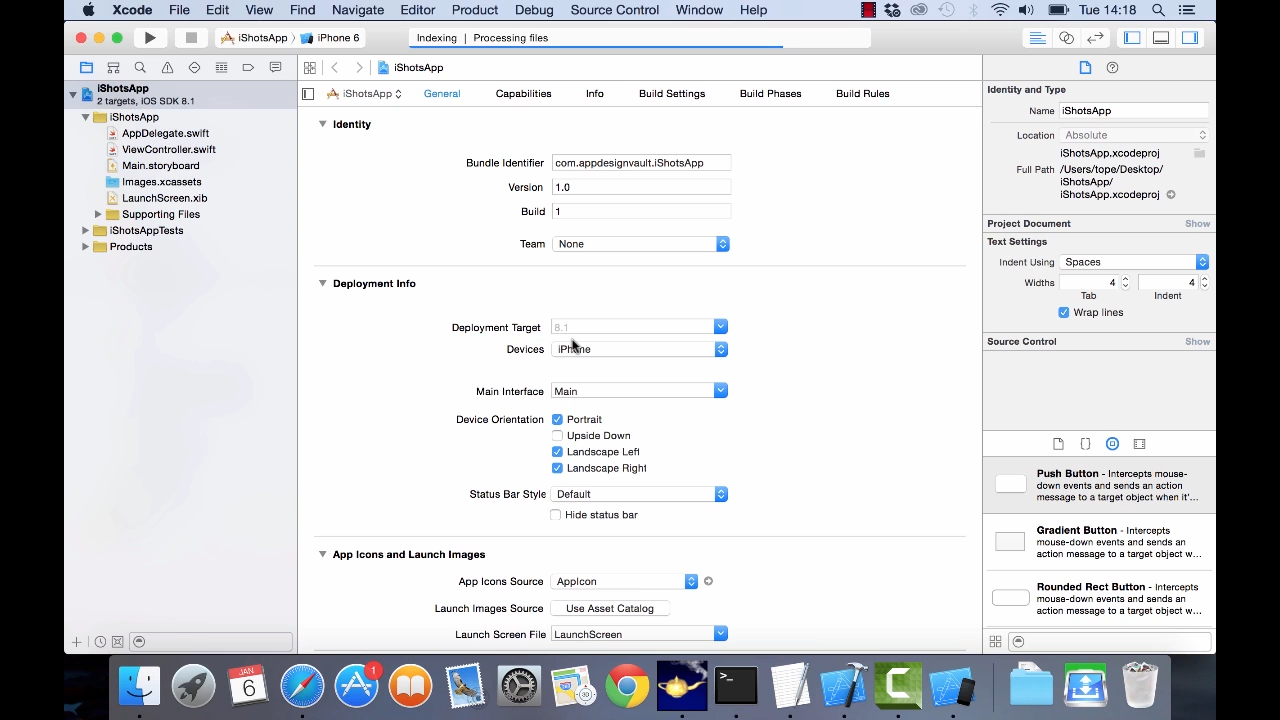 Xcode File Edit View Find Navigate Editor Product Debug Source Control Window Help Tue 14:18
iShotsApp iPhone 6 Indexing | Processing files
iShotsApp
2 targets, iOS SDK 8.1
iShotsApp
AppDelegate.swift
ViewController.swift
Main.storyboard
Images.xcassets
LaunchScreen.xib
Supporting Files
iShotsAppTests
Products
iShotsApp
iShotsApp General Capabilities Info Build Settings Build Phases Build Rules
Identity
Bundle Identifier com.appdesignvault.iShotsApp
Version 1.0
Build 1
Team None
Deployment Info
Deployment Target 8.1
Devices iPhone
Main Interface Main
Device Orientation Portrait
Upside Down
Landscape Left
Landscape Right
Status Bar Style Default
Hide status bar
App Icons and Launch Images
App Icons Source AppIcon
Launch Images Source Use Asset Catalog
Launch Screen File LaunchScreen
Identity and Type
Name iShotsApp
Location Absolute
iShotsApp.xcodeproj
Full Path /Users/tope/Desktop/
iShotsApp/
iShotsApp.xcodeproj
Project Document Show
Text Settings
Indent Using Spaces
Widths 4 4
Tab Indent
Wrap lines
Source Control Show
Push Button - Intercepts mouse-
down events and sends an action
message to a target object when it'...
Gradient Button - Intercepts
mouse-down events and sends an
action message to a target object w...
Rounded Rect Button - Intercepts
mouse-down events and sends an
action message to a target object w...
JAN
6
1
>_